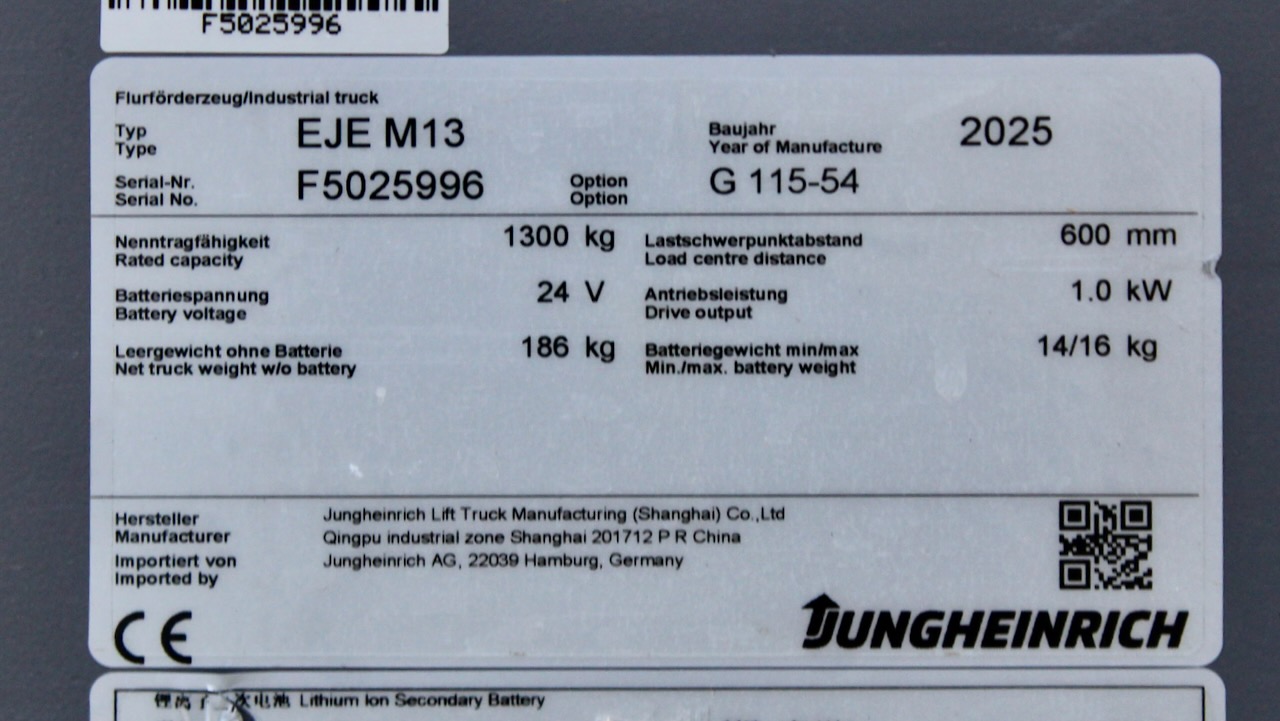 F5025996
Flurförderzeug/Industrial truck
Typ EJE M13 Baujahr 2025
Type Year of Manufacture
Serial-Nr. F5025996 Option G 115-54
Serial No. Option
Nenntragfähigkeit 1300 kg Lastschwerpunktabstand 600 mm
Rated capacity Load centre distance
Batteriespannung 24 V Antriebsleistung 1.0 kW
Battery voltage Drive output
Leergewicht ohne Batterie 186 kg Batteriegewicht min/max 14/16 kg
Net truck weight w/o battery Min./max. battery weight
Hersteller Jungheinrich Lift Truck Manufacturing (Shanghai) Co.,Ltd
Manufacturer Qingpu industrial zone Shanghai 201712 P R China
Importiert von Jungheinrich AG, 22039 Hamburg, Germany
Imported by
CE JUNGHEINRICH
电池 Lithium Ion Secondary Battery